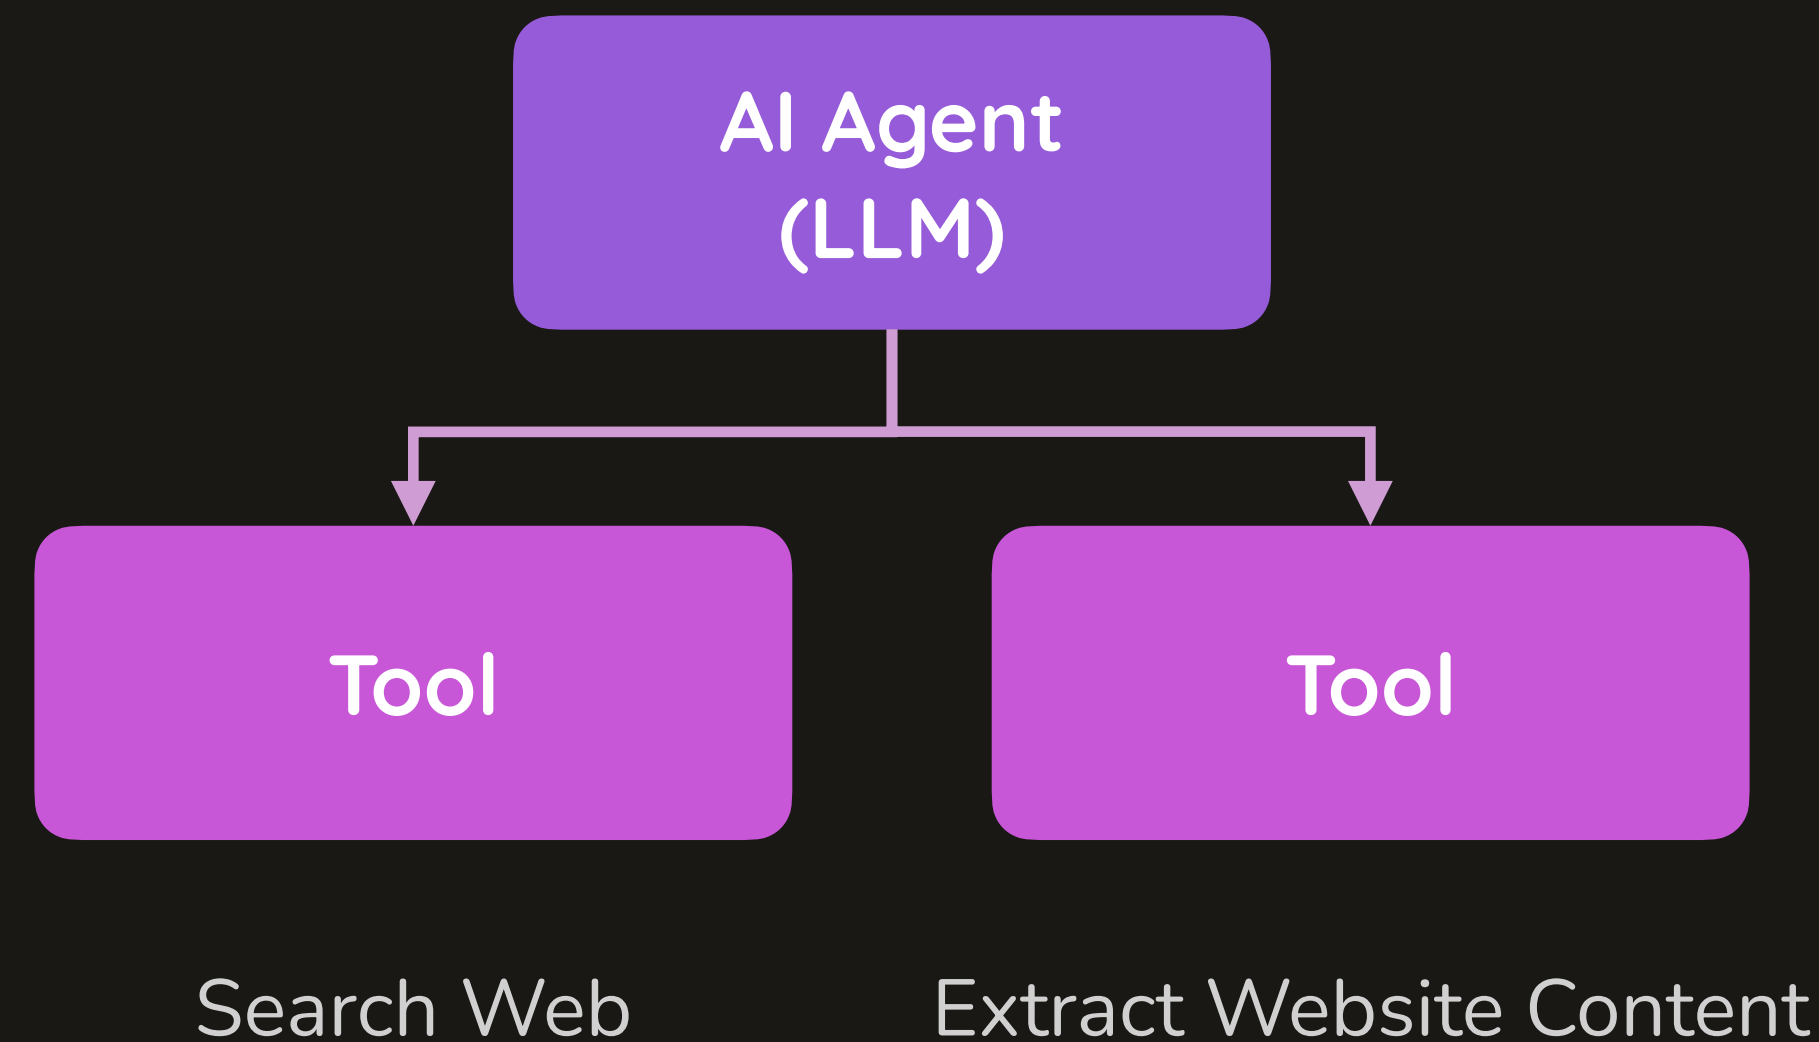 AI Agent
(LLM)
Tool
Tool
Search Web
Extract Website Content